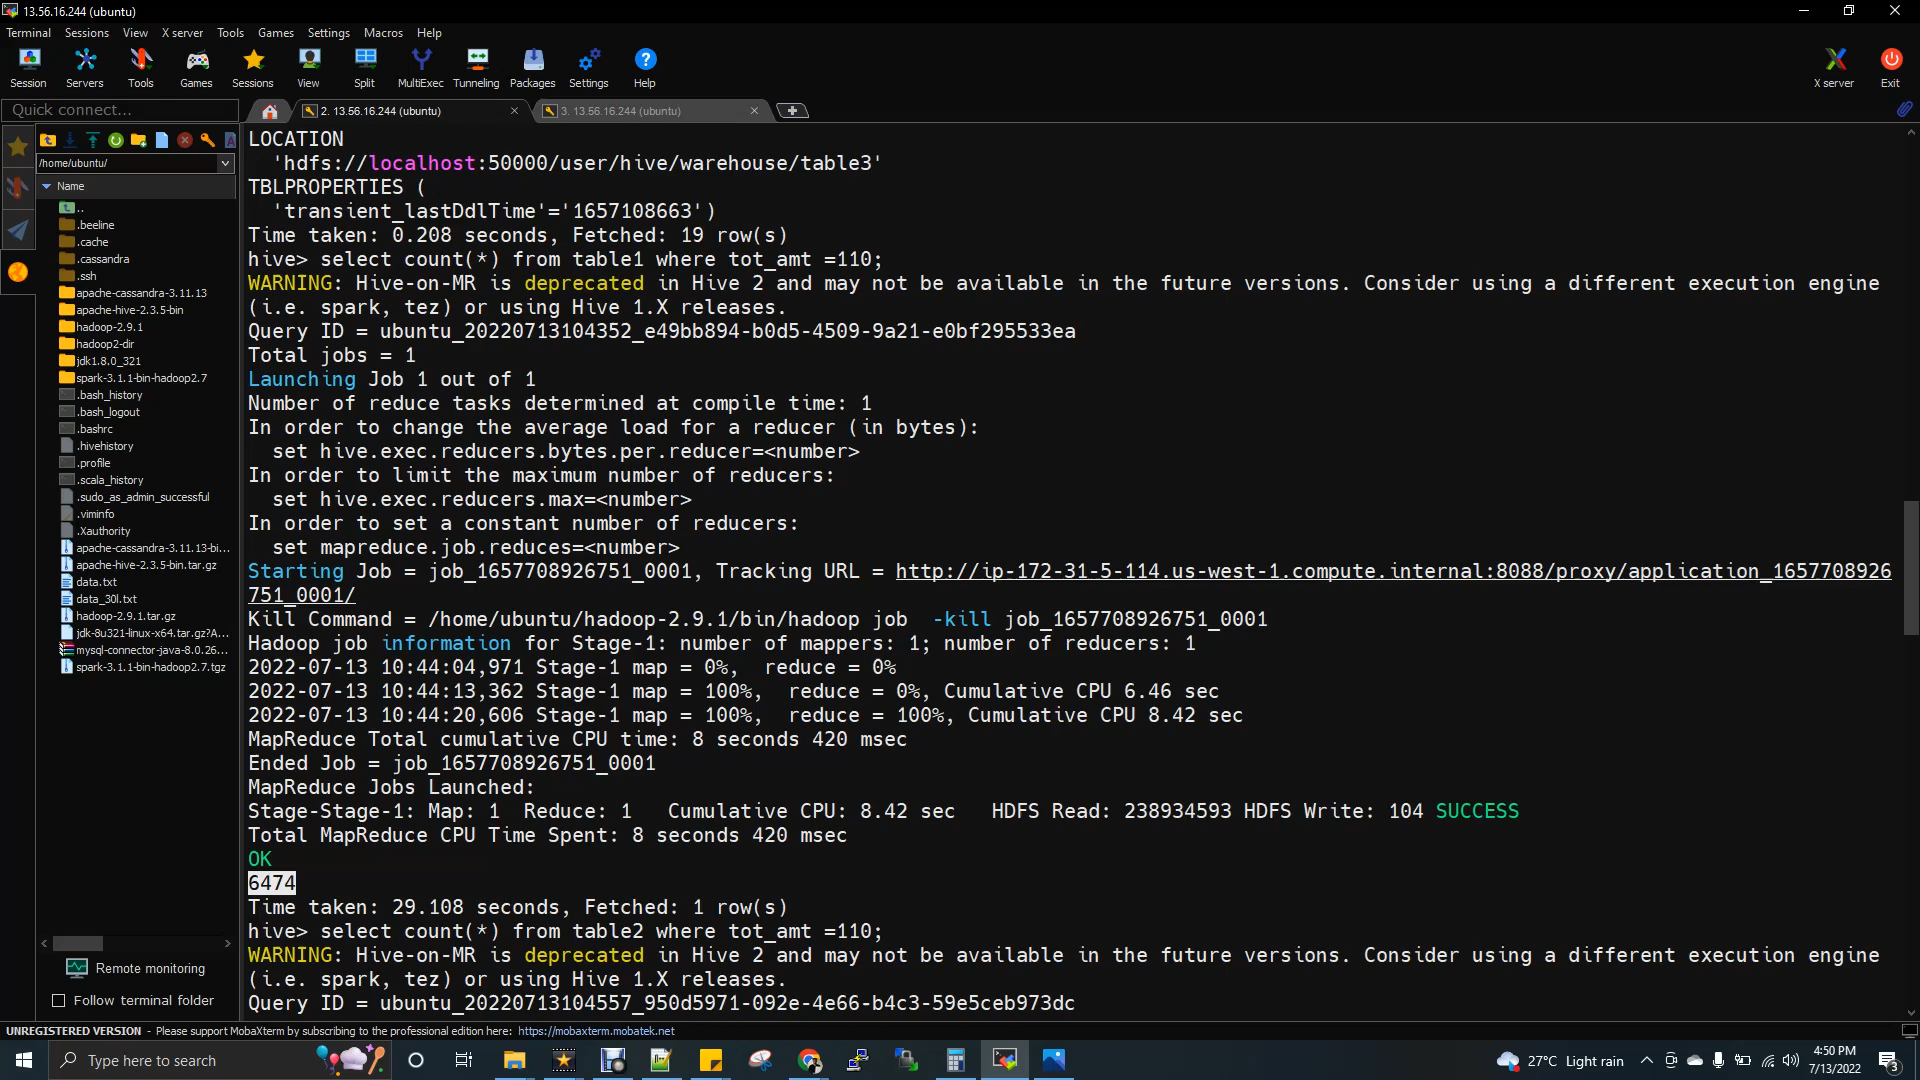 13.56.16.244 (ubuntu)
Terminal Sessions View X server Tools Games Settings Macros Help
Session Servers Tools Games Sessions View Split MultiExec Tunneling Packages Settings Help X server Exit
Quick connect...
2. 13.56.16.244 (ubuntu)
3. 13.56.16.244 (ubuntu)
/home/ubuntu/
Name
..
.beeline
.cache
.cassandra
.ssh
apache-cassandra-3.11.13
apache-hive-2.3.5-bin
hadoop-2.9.1
hadoop2-dir
jdk1.8.0_321
spark-3.1.1-bin-hadoop2.7
.bash_history
.bash_logout
.bashrc
.hivehistory
.profile
.scala_history
.sudo_as_admin_successful
.viminfo
.Xauthority
apache-cassandra-3.11.13-bi...
apache-hive-2.3.5-bin.tar.gz
data.txt
data_30l.txt
hadoop-2.9.1.tar.gz
jdk-8u321-linux-x64.tar.gz?A...
mysql-connector-java-8.0.26...
spark-3.1.1-bin-hadoop2.7.tgz
Remote monitoring
Follow terminal folder
LOCATION
'hdfs://localhost:50000/user/hive/warehouse/table3'
TBLPROPERTIES (
'transient_lastDdlTime'='1657108663')
Time taken: 0.208 seconds, Fetched: 19 row(s)
hive> select count(*) from table1 where tot_amt =110;
WARNING: Hive-on-MR is deprecated in Hive 2 and may not be available in the future versions. Consider using a different execution engine
(i.e. spark, tez) or using Hive 1.X releases.
Query ID = ubuntu_20220713104352_e49bb894-b0d5-4509-9a21-e0bf295533ea
Total jobs = 1
Launching Job 1 out of 1
Number of reduce tasks determined at compile time: 1
In order to change the average load for a reducer (in bytes):
set hive.exec.reducers.bytes.per.reducer=<number>
In order to limit the maximum number of reducers:
set hive.exec.reducers.max=<number>
In order to set a constant number of reducers:
set mapreduce.job.reduces=<number>
Starting Job = job_1657708926751_0001, Tracking URL = http://ip-172-31-5-114.us-west-1.compute.internal:8088/proxy/application_1657708926
751_0001/
Kill Command = /home/ubuntu/hadoop-2.9.1/bin/hadoop job  -kill job_1657708926751_0001
Hadoop job information for Stage-1: number of mappers: 1; number of reducers: 1
2022-07-13 10:44:04,971 Stage-1 map = 0%,  reduce = 0%
2022-07-13 10:44:13,362 Stage-1 map = 100%,  reduce = 0%, Cumulative CPU 6.46 sec
2022-07-13 10:44:20,606 Stage-1 map = 100%,  reduce = 100%, Cumulative CPU 8.42 sec
MapReduce Total cumulative CPU time: 8 seconds 420 msec
Ended Job = job_1657708926751_0001
MapReduce Jobs Launched:
Stage-Stage-1: Map: 1  Reduce: 1   Cumulative CPU: 8.42 sec   HDFS Read: 238934593 HDFS Write: 104 SUCCESS
Total MapReduce CPU Time Spent: 8 seconds 420 msec
OK
6474
Time taken: 29.108 seconds, Fetched: 1 row(s)
hive> select count(*) from table2 where tot_amt =110;
WARNING: Hive-on-MR is deprecated in Hive 2 and may not be available in the future versions. Consider using a different execution engine
(i.e. spark, tez) or using Hive 1.X releases.
Query ID = ubuntu_20220713104557_950d5971-092e-4e66-b4c3-59e5ceb973dc
UNREGISTERED VERSION - Please support MobaXterm by subscribing to the professional edition here: https://mobaxterm.mobatek.net
Type here to search
27°C Light rain
4:50 PM
7/13/2022
3